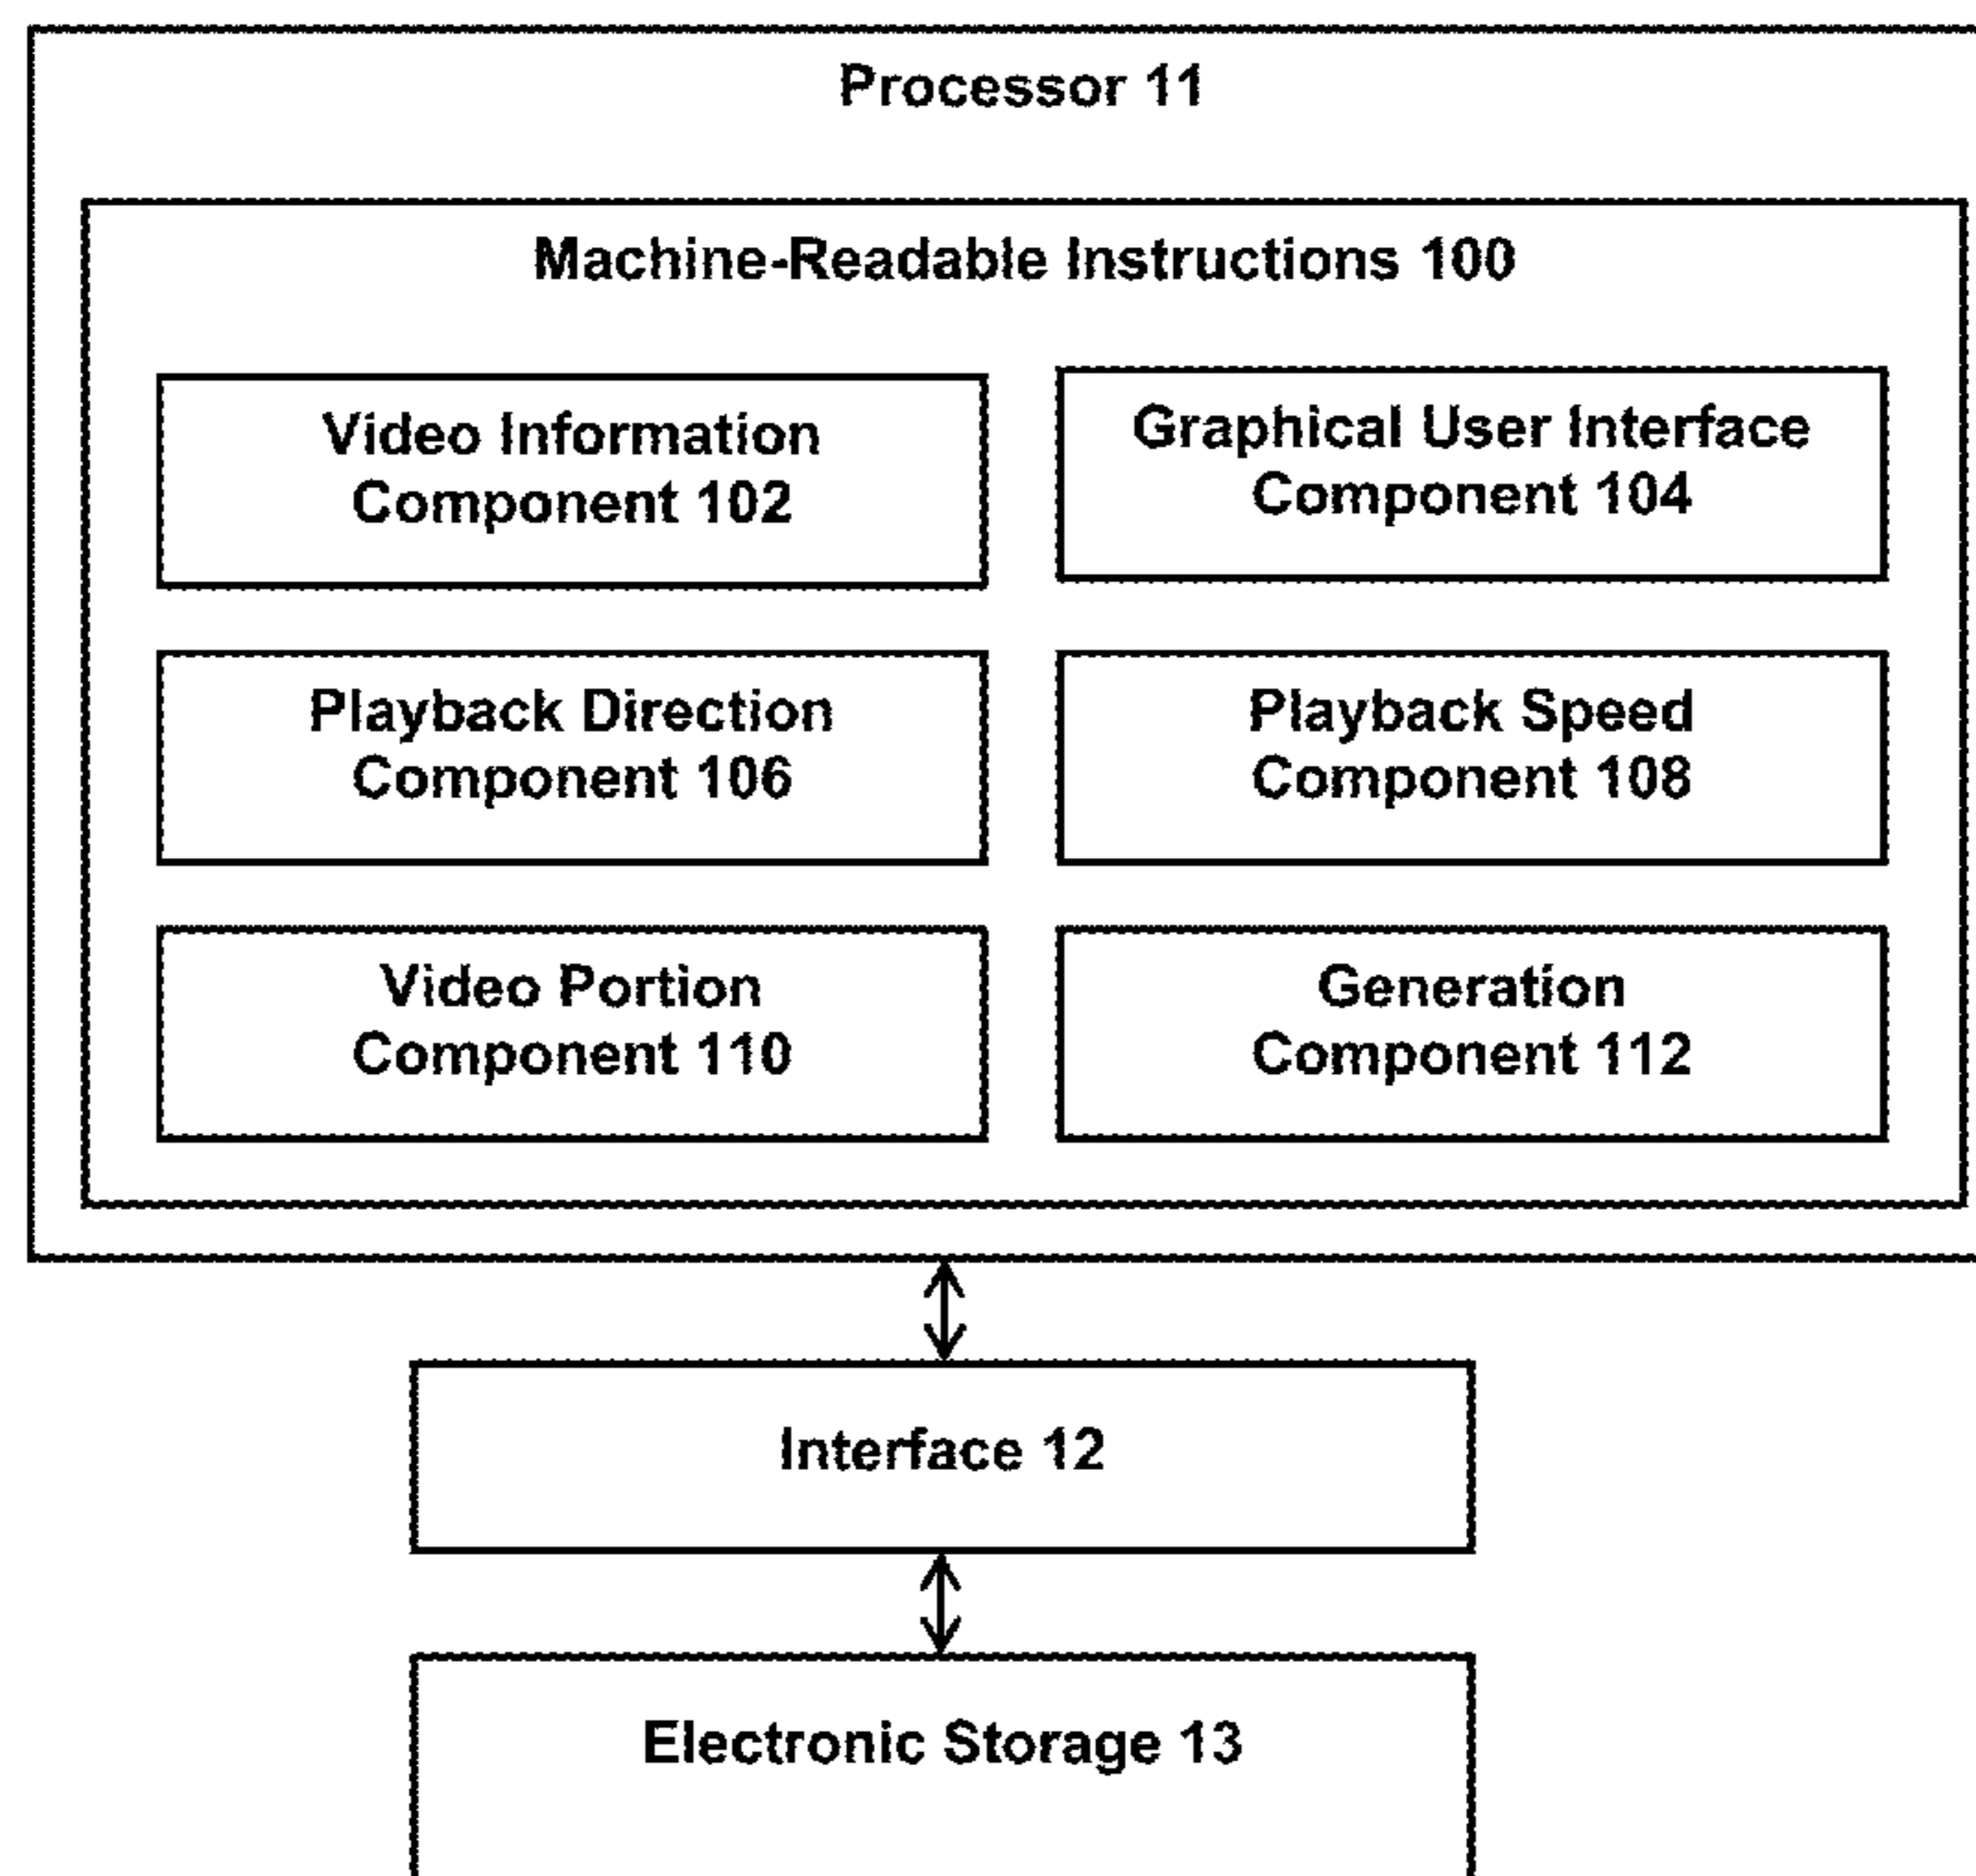 Processor 11
Machine-Readable Instructions 100
Video Information
Component 102
Graphical User Interface
Component 104
Playback Direction
Component 106
Playback Speed
Component 108
Video Portion
Component 110
Generation
Component 112
Interface 12
Electronic Storage 13